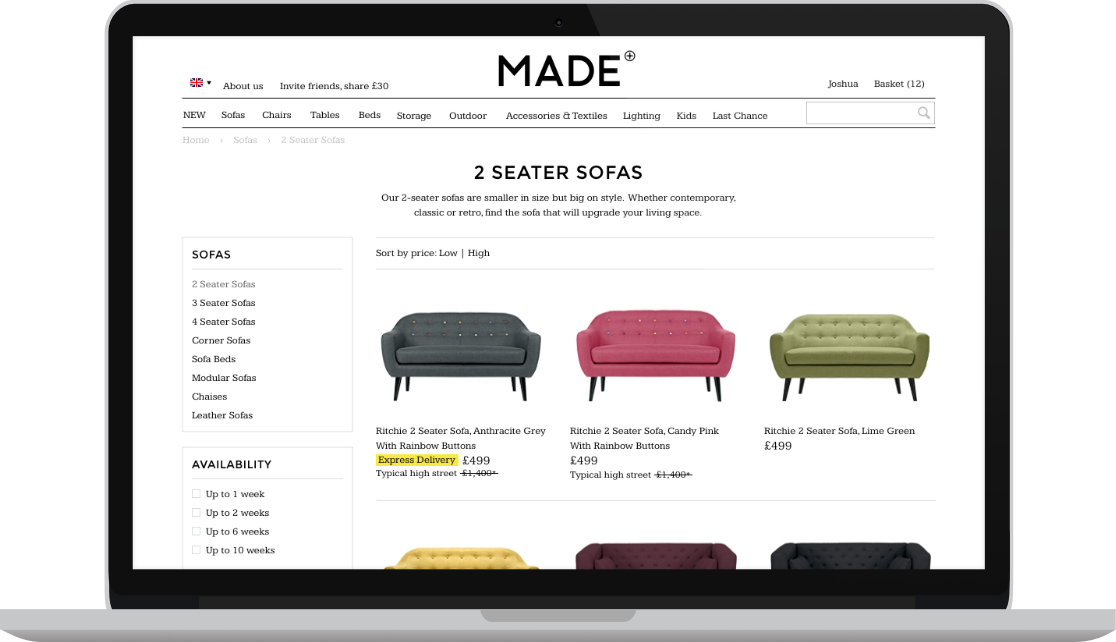 MADE
About us Invite friends, share £30
Joshua Basket (12)
NEW Sofas Chairs Tables Beds Storage Outdoor Accessories & Textiles Lighting Kids Last Chance
Home › Sofas › 2 Seater Sofas
2 SEATER SOFAS
Our 2-seater sofas are smaller in size but big on style. Whether contemporary,
classic or retro, find the sofa that will upgrade your living space.
SOFAS
2 Seater Sofas
3 Seater Sofas
4 Seater Sofas
Corner Sofas
Sofa Beds
Modular Sofas
Chaises
Leather Sofas
AVAILABILITY
Up to 1 week
Up to 2 weeks
Up to 6 weeks
Up to 10 weeks
Sort by price: Low | High
Ritchie 2 Seater Sofa, Anthracite Grey
With Rainbow Buttons
Express Delivery £499
Typical high street £1,400*
Ritchie 2 Seater Sofa, Candy Pink
With Rainbow Buttons
£499
Typical high street £1,400*
Ritchie 2 Seater Sofa, Lime Green
£499